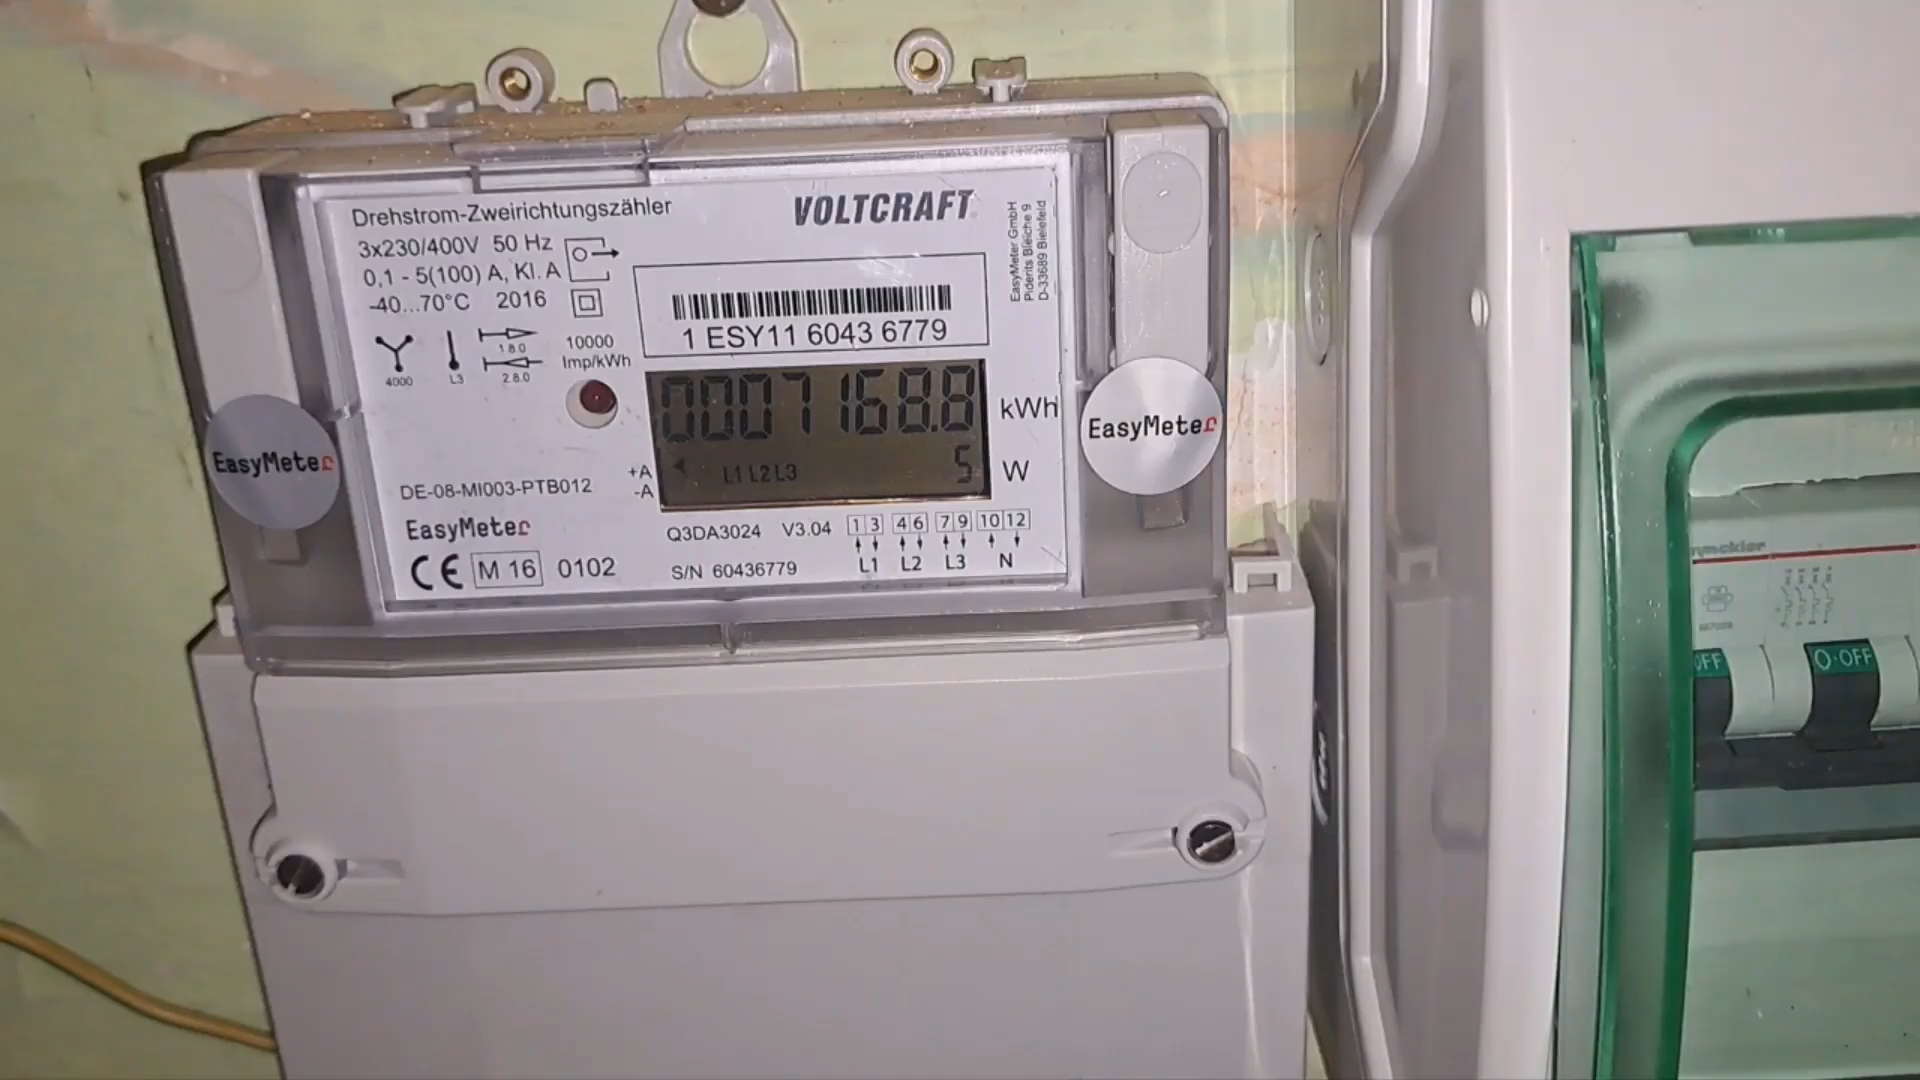 Drehstrom-Zweirichtungszähler
VOLTCRAFT
3x230/400V 50 Hz
0,1 - 5(100) A, Kl. A
-40...70°C 2016
EasyMeter GmbH
Piderits Bleiche 9
D-33689 Bielefeld
1 ESY11 6043 6779
4000
L3
1.8.0
2.8.0
10000
Imp/kWh
0007168.8
kWh
+A
-A
L1 L2 L3
5
W
EasyMeter
EasyMeter
DE-08-MI003-PTB012
EasyMeter
CE M 16 0102
Q3DA3024 V3.04
S/N 60436779
1 3 4 6 7 9 10 12
L1 L2 L3 N
OFF
O·OFF